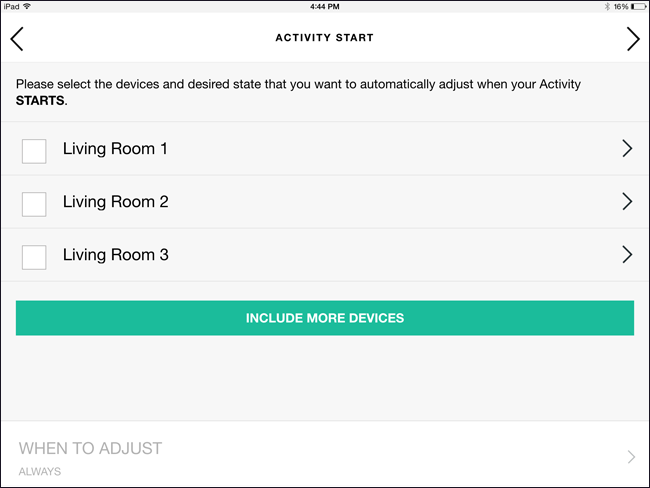 iPad 4:44 PM 16%
ACTIVITY START
Please select the devices and desired state that you want to automatically adjust when your Activity
STARTS.
Living Room 1
Living Room 2
Living Room 3
INCLUDE MORE DEVICES
WHEN TO ADJUST
ALWAYS